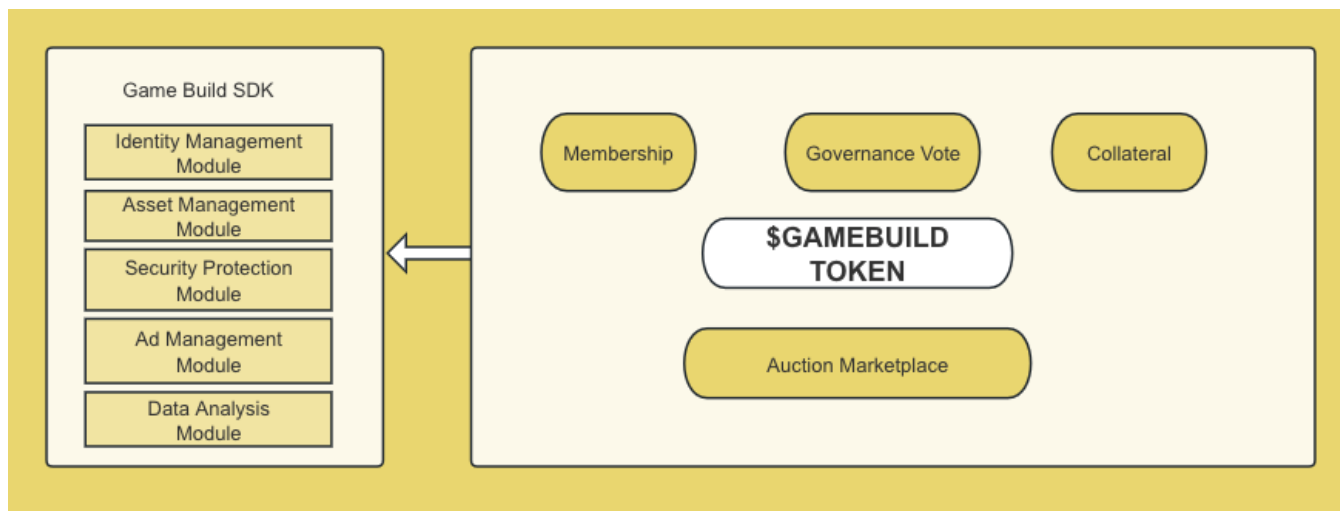 Game Build SDK
Identity Management
Module
Asset Management
Module
Security Protection
Module
Ad Management
Module
Data Analysis
Module
Membership
Governance Vote
Collateral
$GAMEBUILD
TOKEN
Auction Marketplace